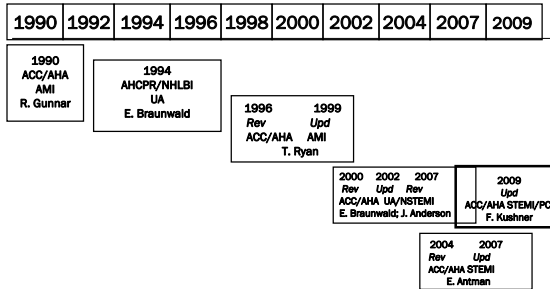 1990 1992 1994 1996 1998 2000 2002 2004 2007 2009
1990
ACC/AHA
AMI
R. Gunnar
1994
AHCPR/NHLBI
UA
E. Braunwald
1996 1999
Rev Upd
ACC/AHA AMI
T. Ryan
2000 2002 2007
Rev Upd Rev
ACC/AHA UA/NSTEMI
E. Braunwald; J. Anderson
2009
Upd
ACC/AHA STEMI/PC
F. Kushner
2004 2007
Rev Upd
ACC/AHA STEMI
E. Antman